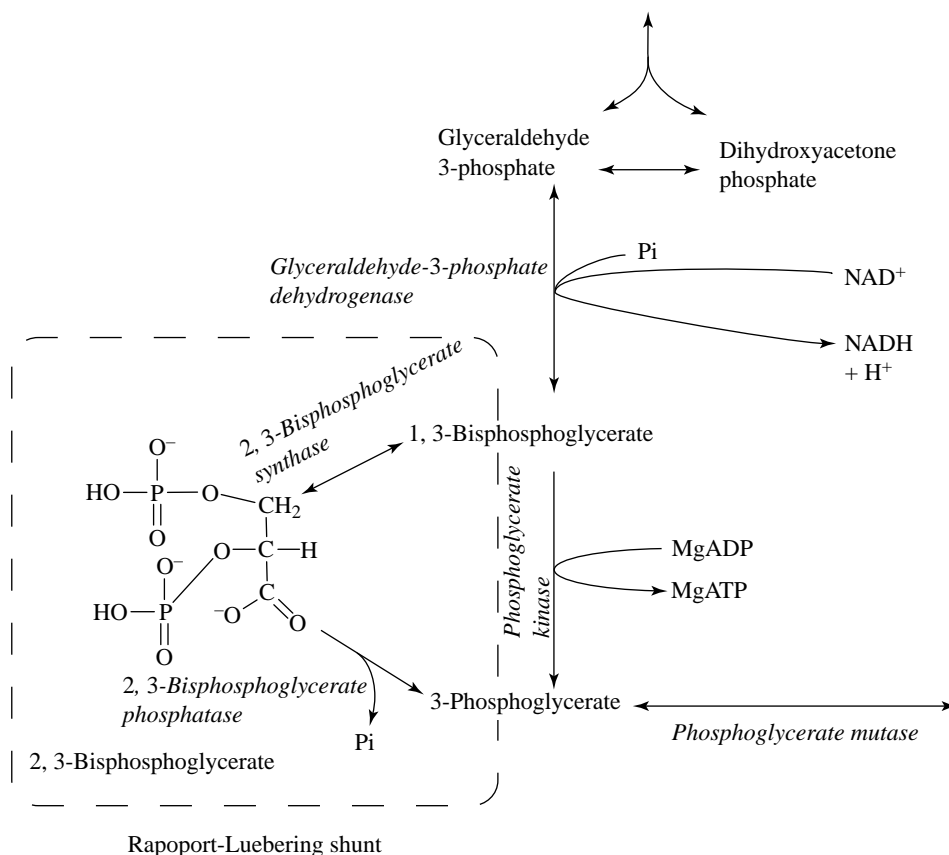 Glyceraldehyde
3-phosphate
Dihydroxyacetone
phosphate
Glyceraldehyde-3-phosphate
dehydrogenase
Pi
NAD+
NADH
+ H+
2, 3-Bisphosphoglycerate
synthase
1, 3-Bisphosphoglycerate
O−
HO P O CH2
O
O C H
O−
HO P
O
C
−O O
Phosphoglycerate
kinase
MgADP
MgATP
2, 3-Bisphosphoglycerate
phosphatase
Pi
3-Phosphoglycerate
Phosphoglycerate mutase
2, 3-Bisphosphoglycerate
Rapoport-Luebering shunt